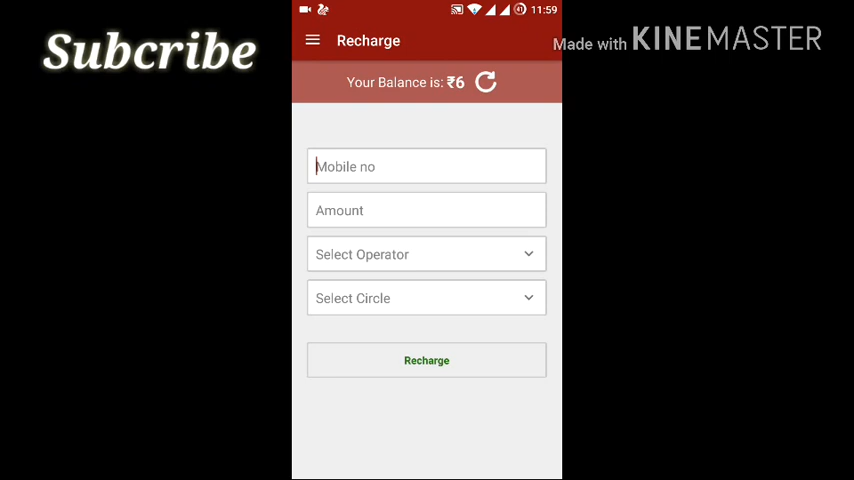 Subcribe
11:59
Recharge
Made with KINEMASTER
Your Balance is: ₹6
Mobile no
Amount
Select Operator
Select Circle
Recharge